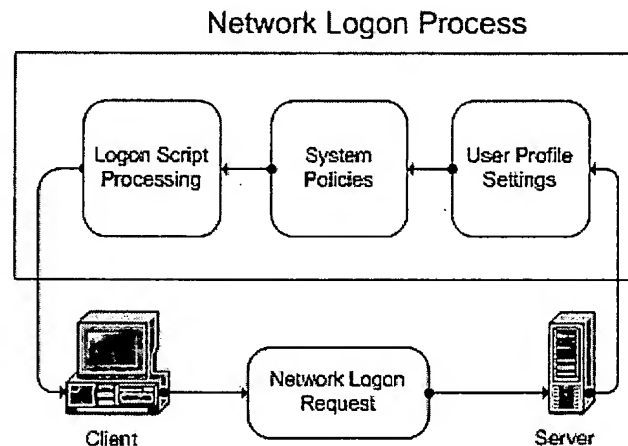 Network Logon Process
Logon Script
Processing
System
Policies
User Profile
Settings
Network Logon
Request
Client
Server